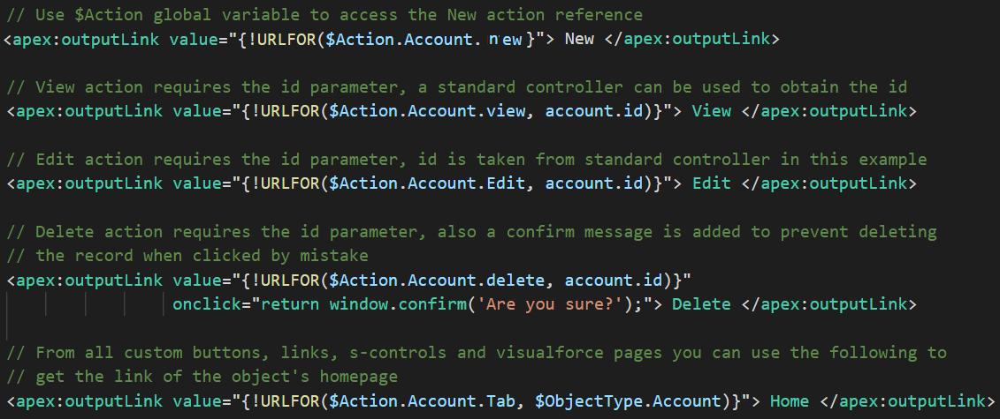 // Use $Action global variable to access the New action reference
<apex:outputLink value="{!URLFOR($Action.Account. new}"> New </apex:outputLink>
// View action requires the id parameter, a standard controller can be used to obtain the id
<apex:outputLink value="{!URLFOR($Action.Account.view, account.id)}"> View </apex:outputLink>
// Edit action requires the id parameter, id is taken from standard controller in this example
<apex:outputLink value="{!URLFOR($Action.Account.Edit, account.id)}"> Edit </apex:outputLink>
// Delete action requires the id parameter, also a confirm message is added to prevent deleting
// the record when clicked by mistake
<apex:outputLink value="{!URLFOR($Action.Account.delete, account.id)}"
onclick="return window.confirm('Are you sure?');"> Delete </apex:outputLink>
// From all custom buttons, links, s-controls and visualforce pages you can use the following to
// get the link of the object's homepage
<apex:outputLink value="{!URLFOR($Action.Account.Tab, $ObjectType.Account)}"> Home </apex:outputLink>